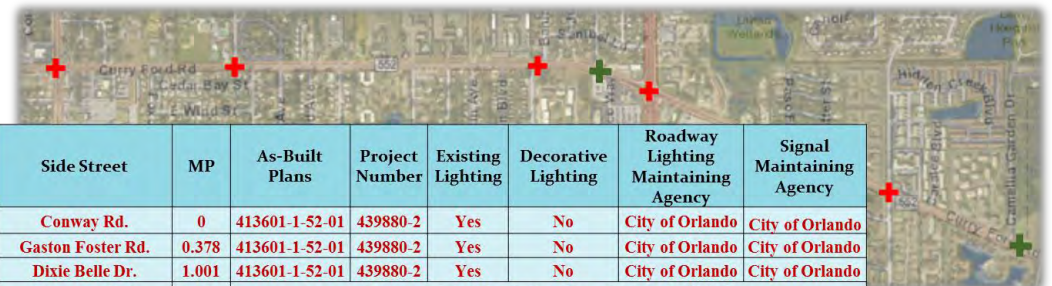 Curry Ford Rd
552
Cedar Bay St
E Wind St
Hidden Creek Blvd
Camellia Garden Dr
552
Side Street MP As-Built Plans Project Number Existing Lighting Decorative Lighting Roadway Lighting Maintaining Agency Signal Maintaining Agency
Conway Rd. 0 413601-1-52-01 439880-2 Yes No City of Orlando City of Orlando
Gaston Foster Rd. 0.378 413601-1-52-01 439880-2 Yes No City of Orlando City of Orlando
Dixie Belle Dr. 1.001 413601-1-52-01 439880-2 Yes No City of Orlando City of Orlando